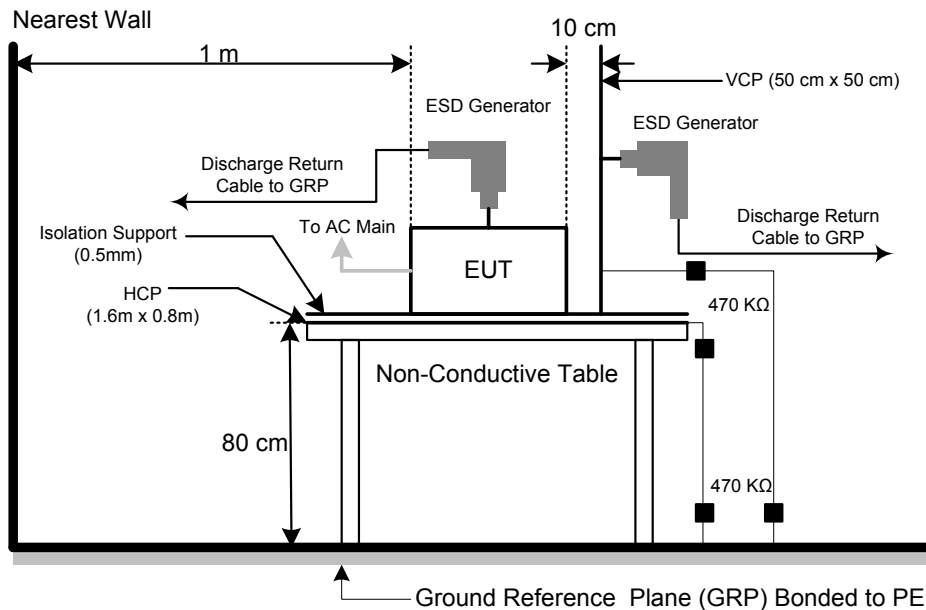 Nearest Wall
10 cm
1 m
VCP (50 cm x 50 cm)
ESD Generator
ESD Generator
Discharge Return
Cable to GRP
To AC Main
Isolation Support
(0.5mm)
Discharge Return
Cable to GRP
EUT
HCP
(1.6m x 0.8m)
470 KΩ
Non-Conductive Table
80 cm
470 KΩ
Ground Reference Plane (GRP) Bonded to PE